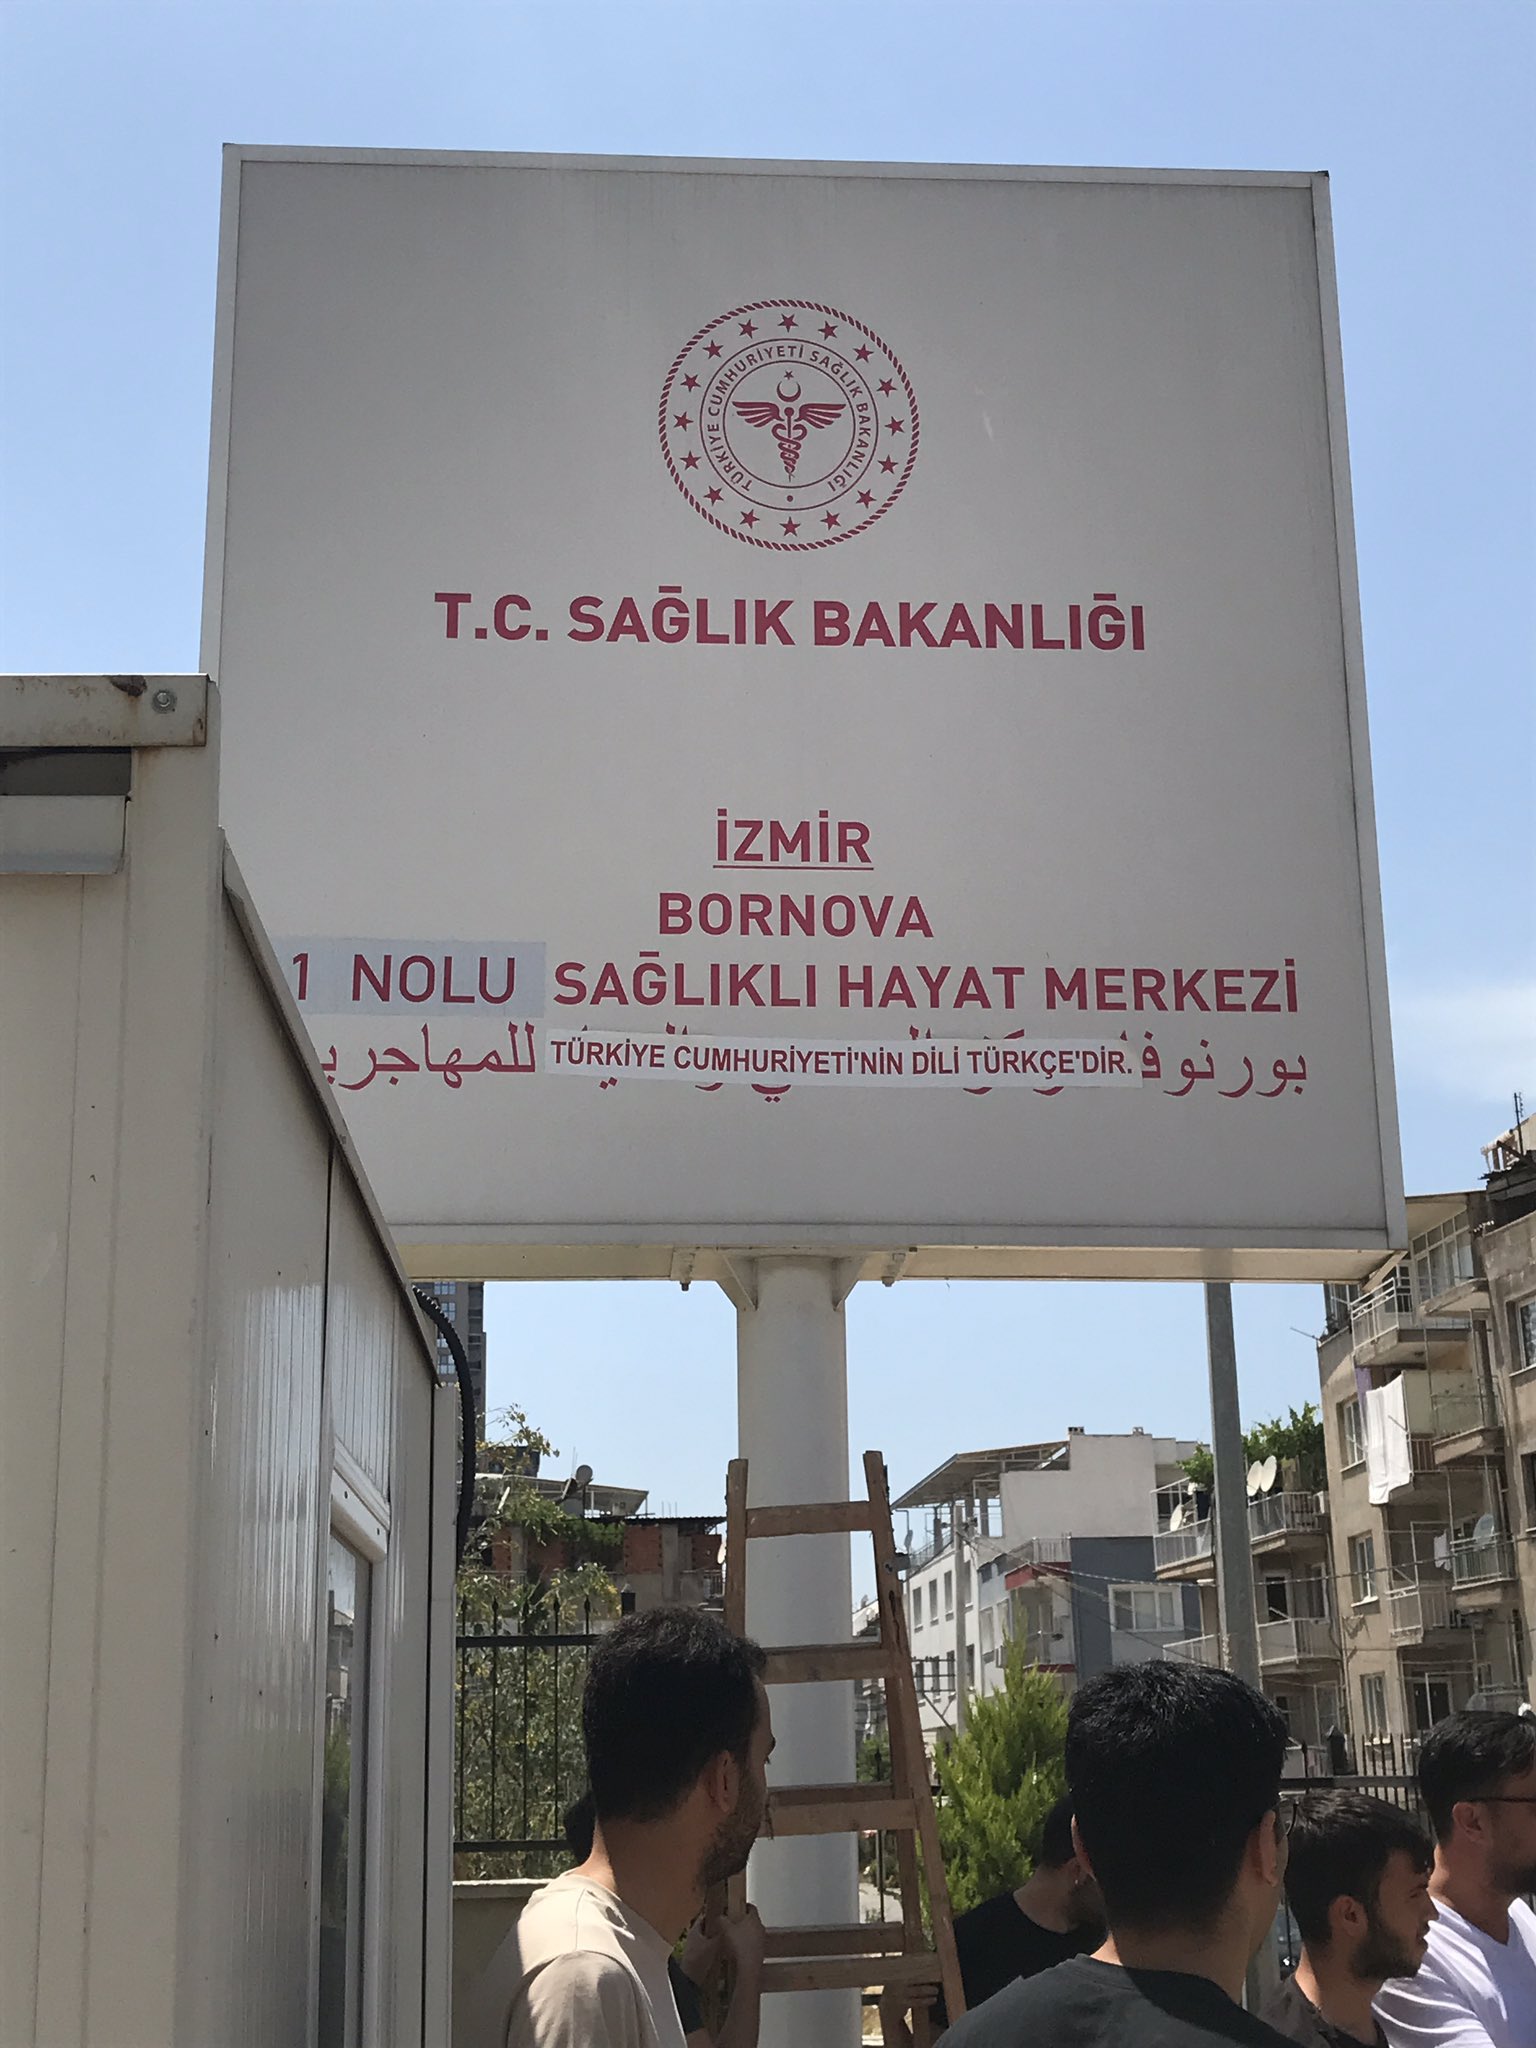 TÜRKİYE CUMHURİYETİ SAĞLIK BAKANLIĞI
T.C. SAĞLIK BAKANLIĞI
İZMİR
BORNOVA
1 NOLU SAĞLIKLI HAYAT MERKEZİ
بورنوفا للمهاجرين
TÜRKİYE CUMHURİYETİ'NİN DİLİ TÜRKÇE'DİR.